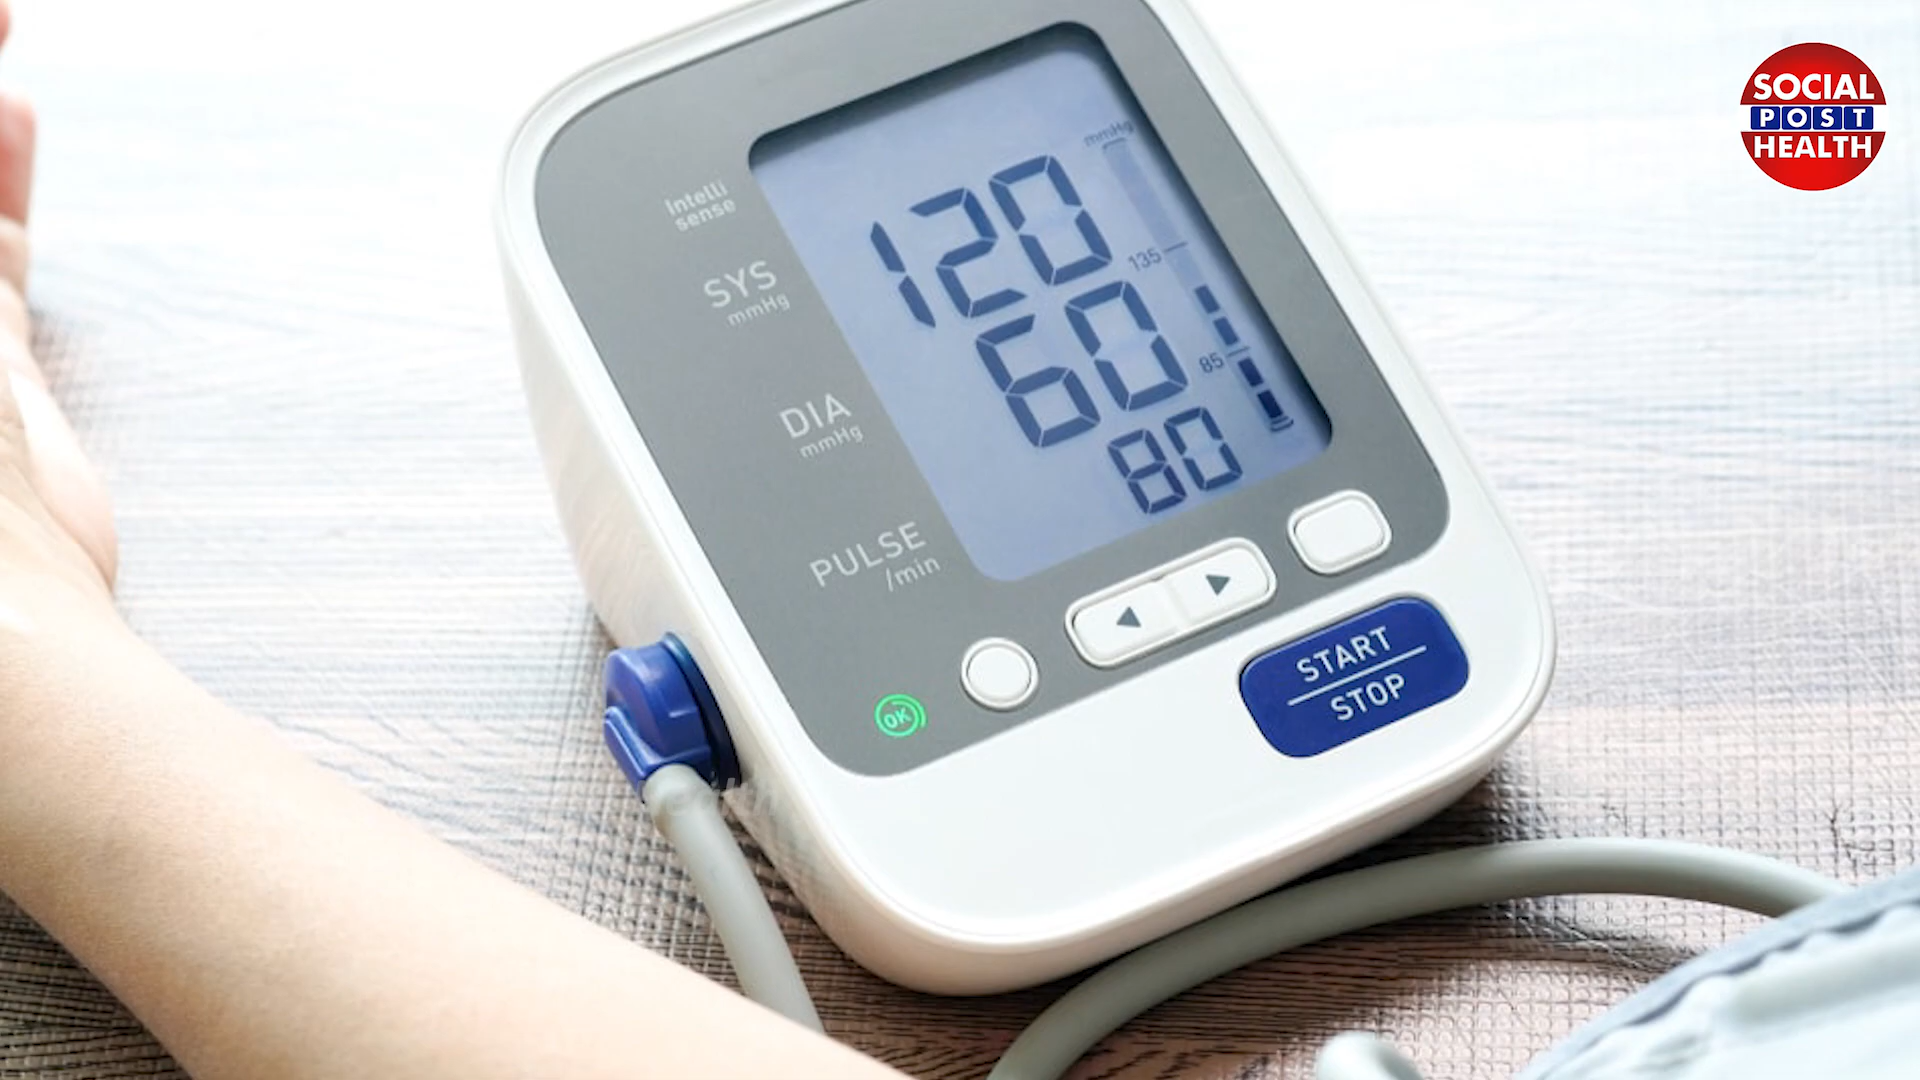 SOCIAL
POST
HEALTH
intelli
sense
mmHg
SYS
mmHg
120
135
DIA
mmHg
60
85
PULSE
/min
80
OK
START
STOP